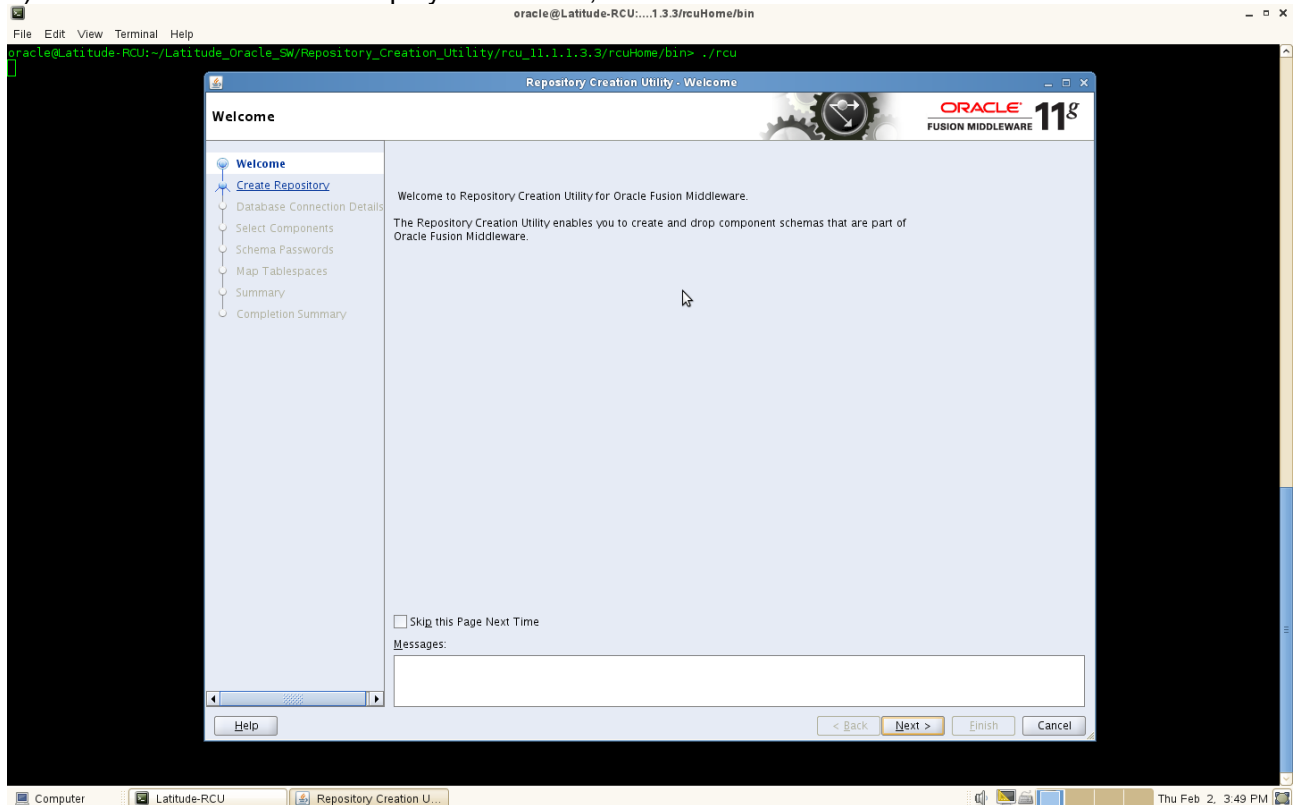 oracle@Latitude-RCU:....1.3.3/rcuHome/bin
File Edit View Terminal Help
oracle@Latitude-RCU:~/Latitude_Oracle_SW/Repository_Creation_Utility/rcu_11.1.1.3.3/rcuHome/bin> ./rcu
Repository Creation Utility - Welcome
Welcome
ORACLE
FUSION MIDDLEWARE
11g
Welcome
Create Repository
Database Connection Details
Select Components
Schema Passwords
Map Tablespaces
Summary
Completion Summary
Welcome to Repository Creation Utility for Oracle Fusion Middleware.
The Repository Creation Utility enables you to create and drop component schemas that are part of
Oracle Fusion Middleware.
Skip this Page Next Time
Messages:
Help
< Back
Next >
Finish
Cancel
Computer
Latitude-RCU
Repository Creation U...
Thu Feb 2, 3:49 PM